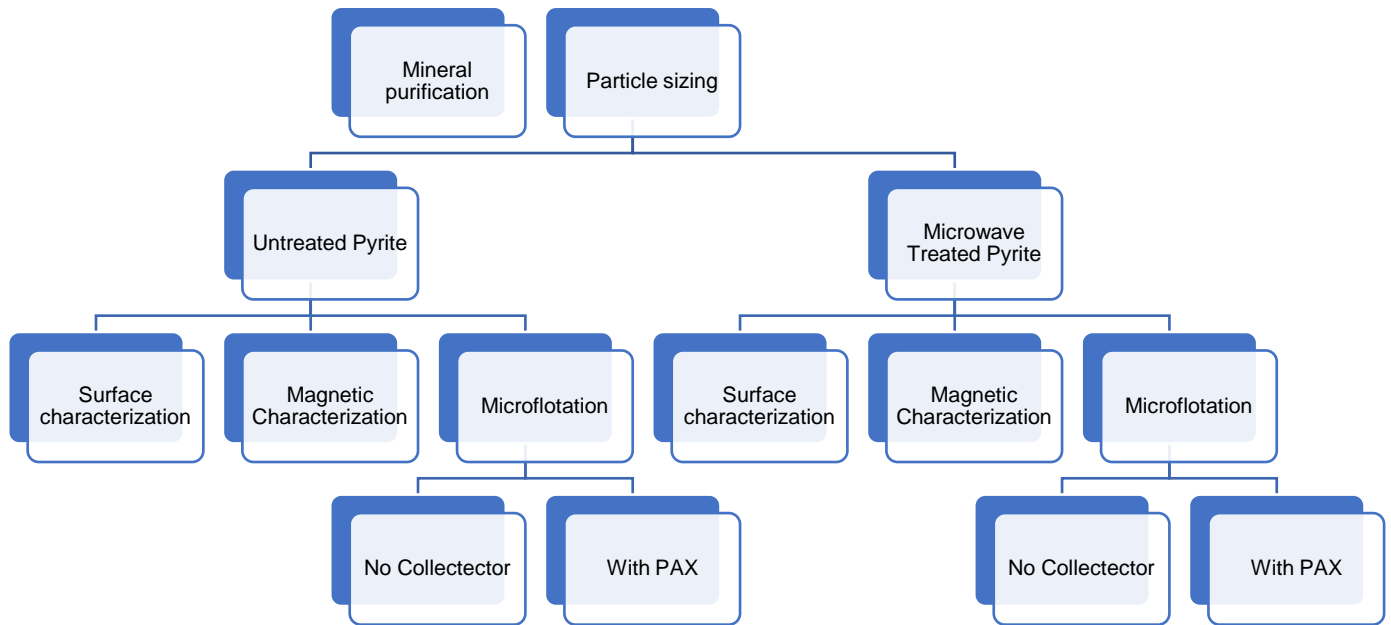 Mineral
purification
Particle sizing
Untreated Pyrite
Microwave
Treated Pyrite
Surface
characterization
Magnetic
Characterization
Microflotation
Surface
characterization
Magnetic
Characterization
Microflotation
No Collectector
With PAX
No Collectector
With PAX